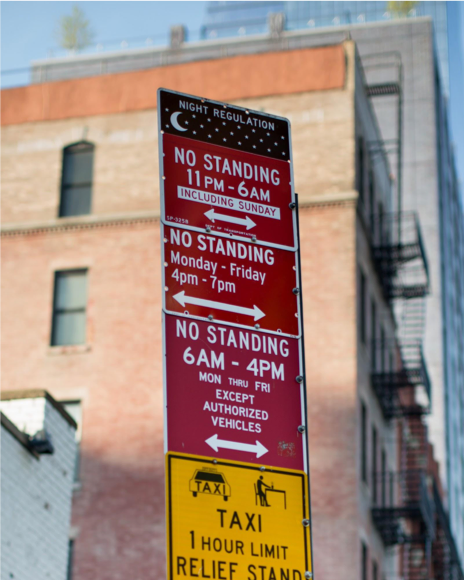 NIGHT REGULATION
NO STANDING
11PM - 6AM
INCLUDING SUNDAY
NO STANDING
Monday - Friday
4pm - 7pm
NO STANDING
6AM - 4PM
MON THRU FRI
EXCEPT
AUTHORIZED
VEHICLES
TAXI
TAXI
1 HOUR LIMIT
RELIEF STAND